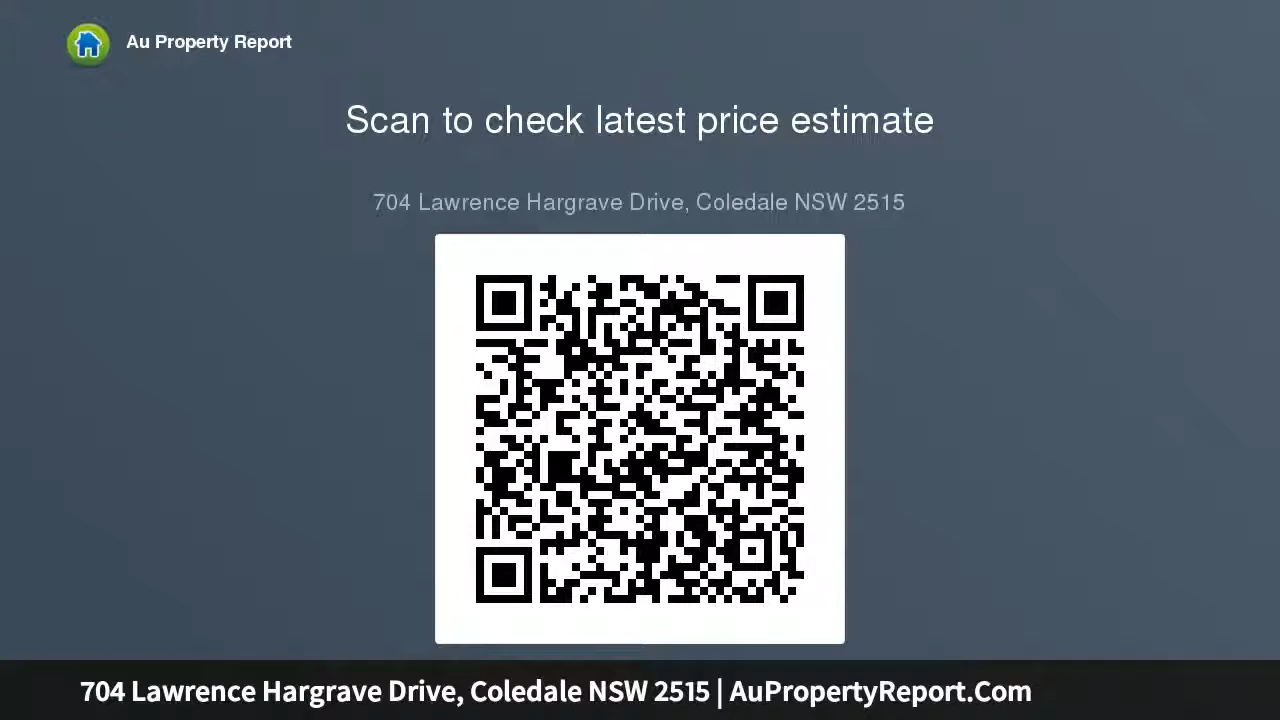 Au Property Report
Scan to check latest price estimate
704 Lawrence Hargrave Drive, Coledale NSW 2515
704 Lawrence Hargrave Drive, Coledale NSW 2515 | AuPropertyReport.Com